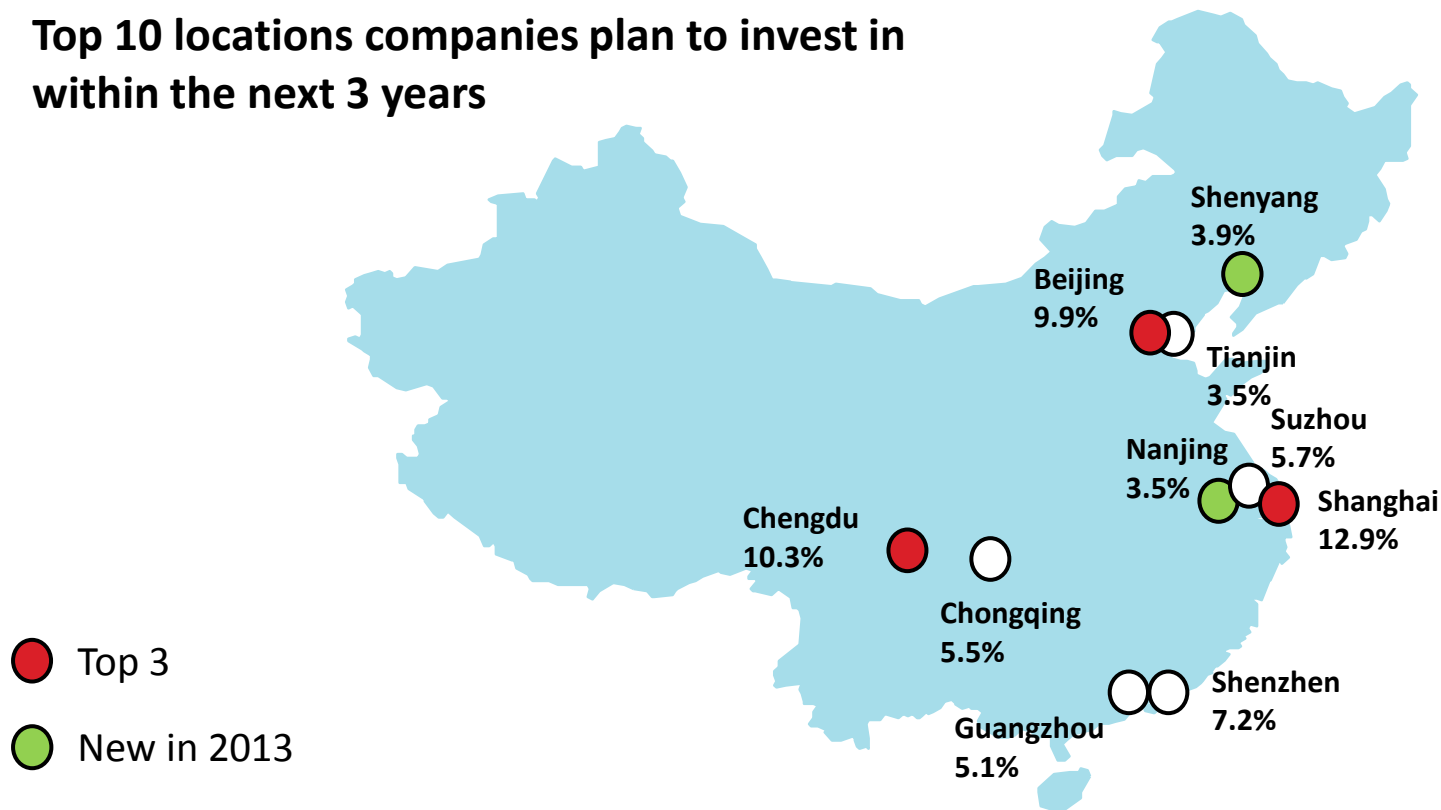 Top 10 locations companies plan to invest in
within the next 3 years
Shenyang
3.9%
Beijing
9.9%
Tianjin
3.5%
Suzhou
5.7%
Nanjing
3.5%
Shanghai
12.9%
Chengdu
10.3%
Chongqing
5.5%
Shenzhen
7.2%
Guangzhou
5.1%
Top 3
New in 2013